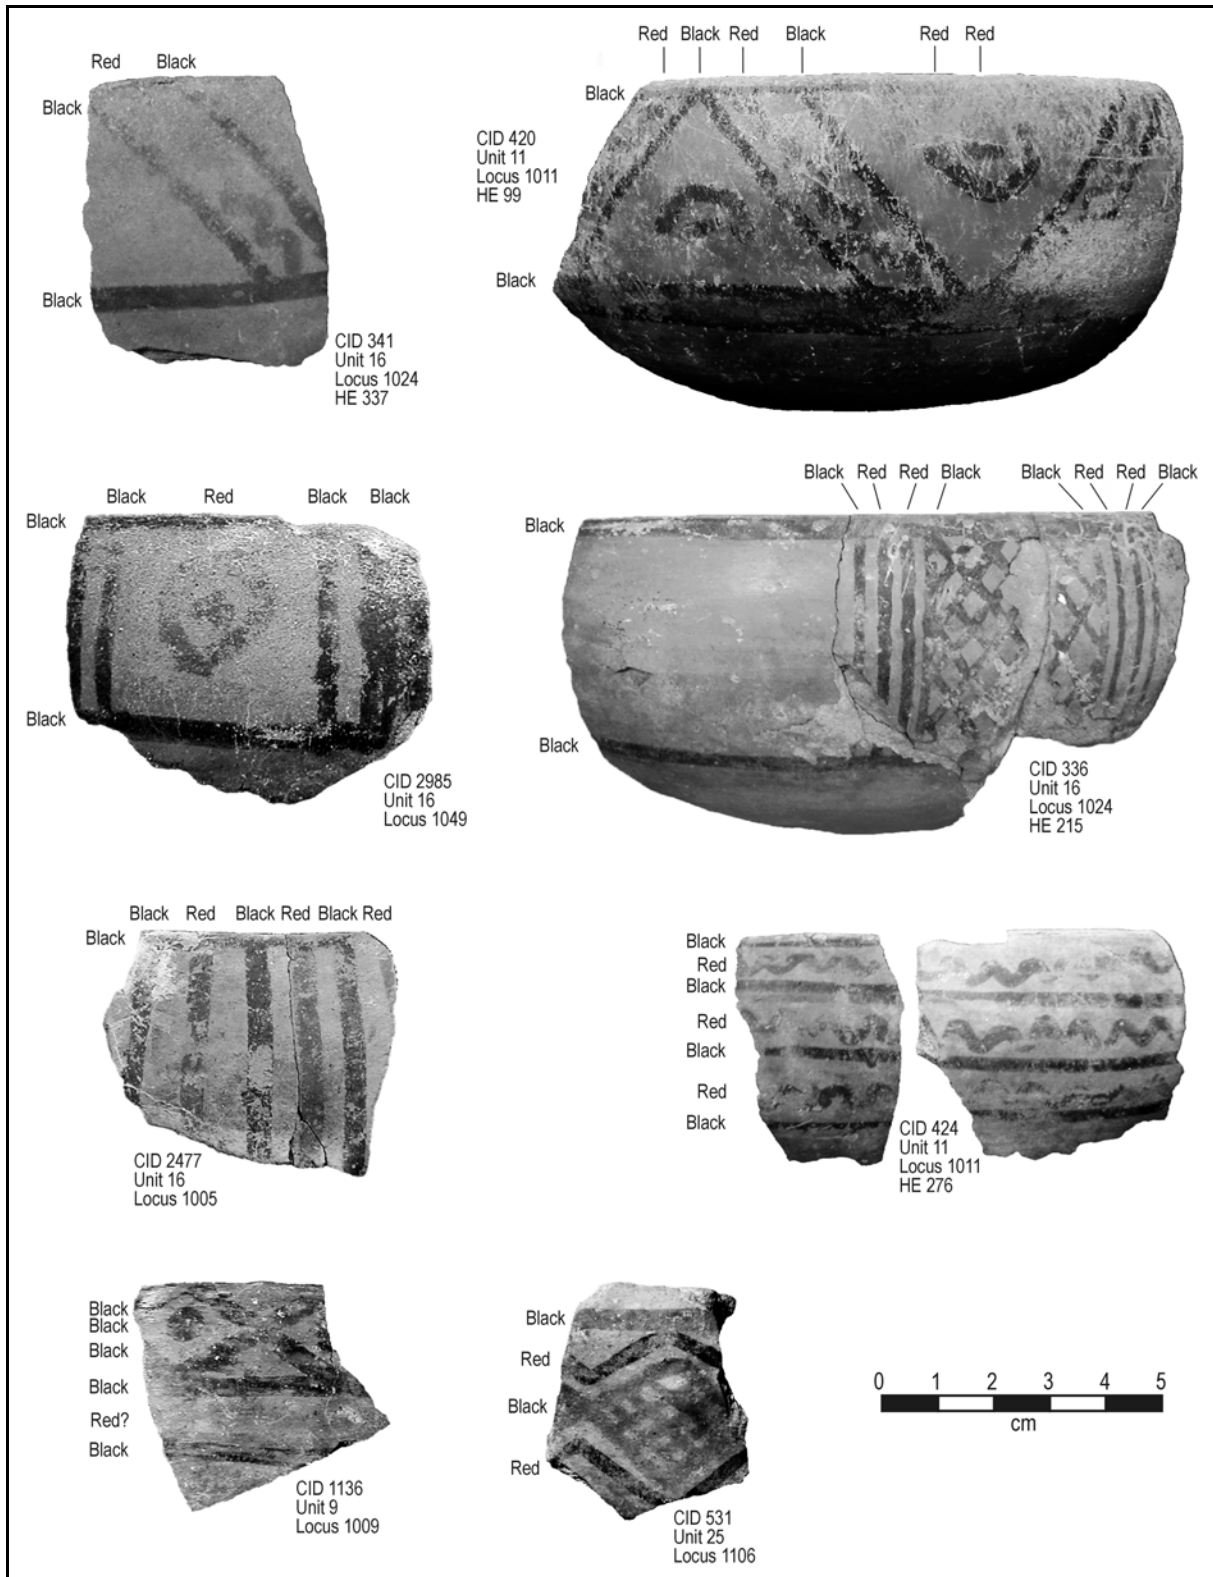 Red Black
Black
Black
CID 341
Unit 16
Locus 1024
HE 337
Red Black Red Black Red Red
Black
CID 420
Unit 11
Locus 1011
HE 99
Black
Black Red Black Black
Black
Black
CID 2985
Unit 16
Locus 1049
Black Red Red Black Black Red Red Black
Black
Black
CID 336
Unit 16
Locus 1024
HE 215
Black Red Black Red Black Red
Black
CID 2477
Unit 16
Locus 1005
Black
Red
Black
Red
Black
Red
Black
CID 424
Unit 11
Locus 1011
HE 276
Black
Black
Black
Black
Red?
Black
CID 1136
Unit 9
Locus 1009
Black
Red
Black
Red
CID 531
Unit 25
Locus 1106
0 1 2 3 4 5
cm